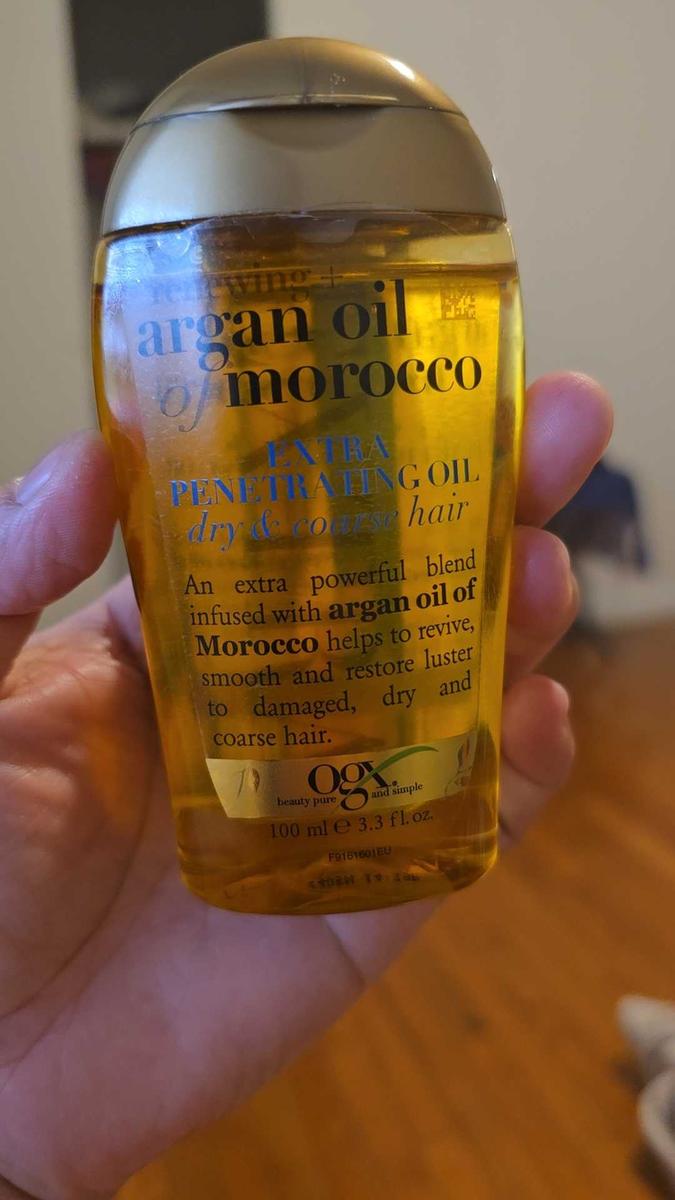 renewing +
argan oil
of morocco
EXTRA
PENETRATING OIL
dry & coarse hair
An extra powerful blend
infused with argan oil of
Morocco helps to revive,
smooth and restore luster
to damaged, dry and
coarse hair.
ogx.
beauty pure and simple
100 ml e 3.3 fl. oz.
F9161601EU